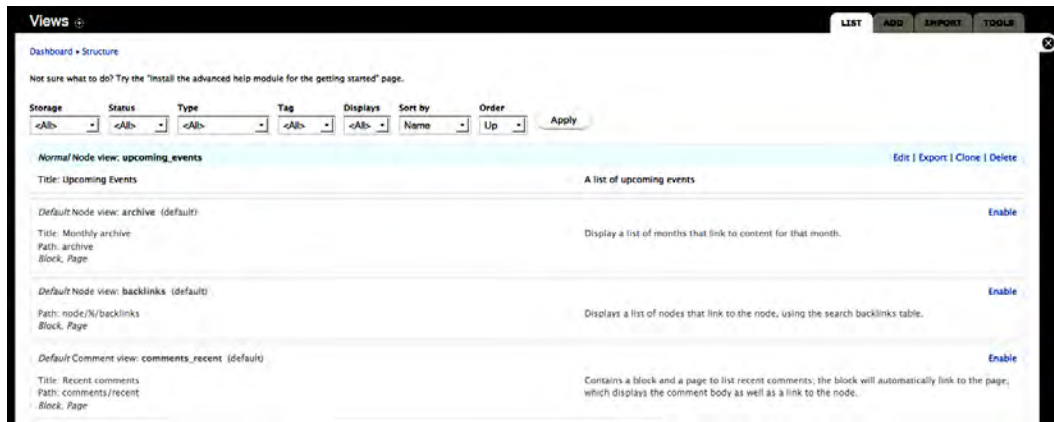 Views
LIST ADD IMPORT TOOLS
Dashboard • Structure
Not sure what to do? Try the "Install the advanced help module for the getting started" page.
Storage Status Type Tag Displays Sort by Order
<All> <All> <All> <All> <All> Name Up Apply
Normal Node view: upcoming_events Edit | Export | Clone | Delete
Title: Upcoming Events A list of upcoming events
Default Node view: archive (default) Enable
Title: Monthly archive Display a list of months that link to content for that month.
Path: archive
Block, Page
Default Node view: backlinks (default) Enable
Path: node/%/backlinks Displays a list of nodes that link to the node, using the search backlinks table.
Block, Page
Default Comment view: comments_recent (default) Enable
Title: Recent comments Contains a block and a page to list recent comments; the block will automatically link to the page,
Path: comments/recent which displays the comment body as well as a link to the node.
Block, Page